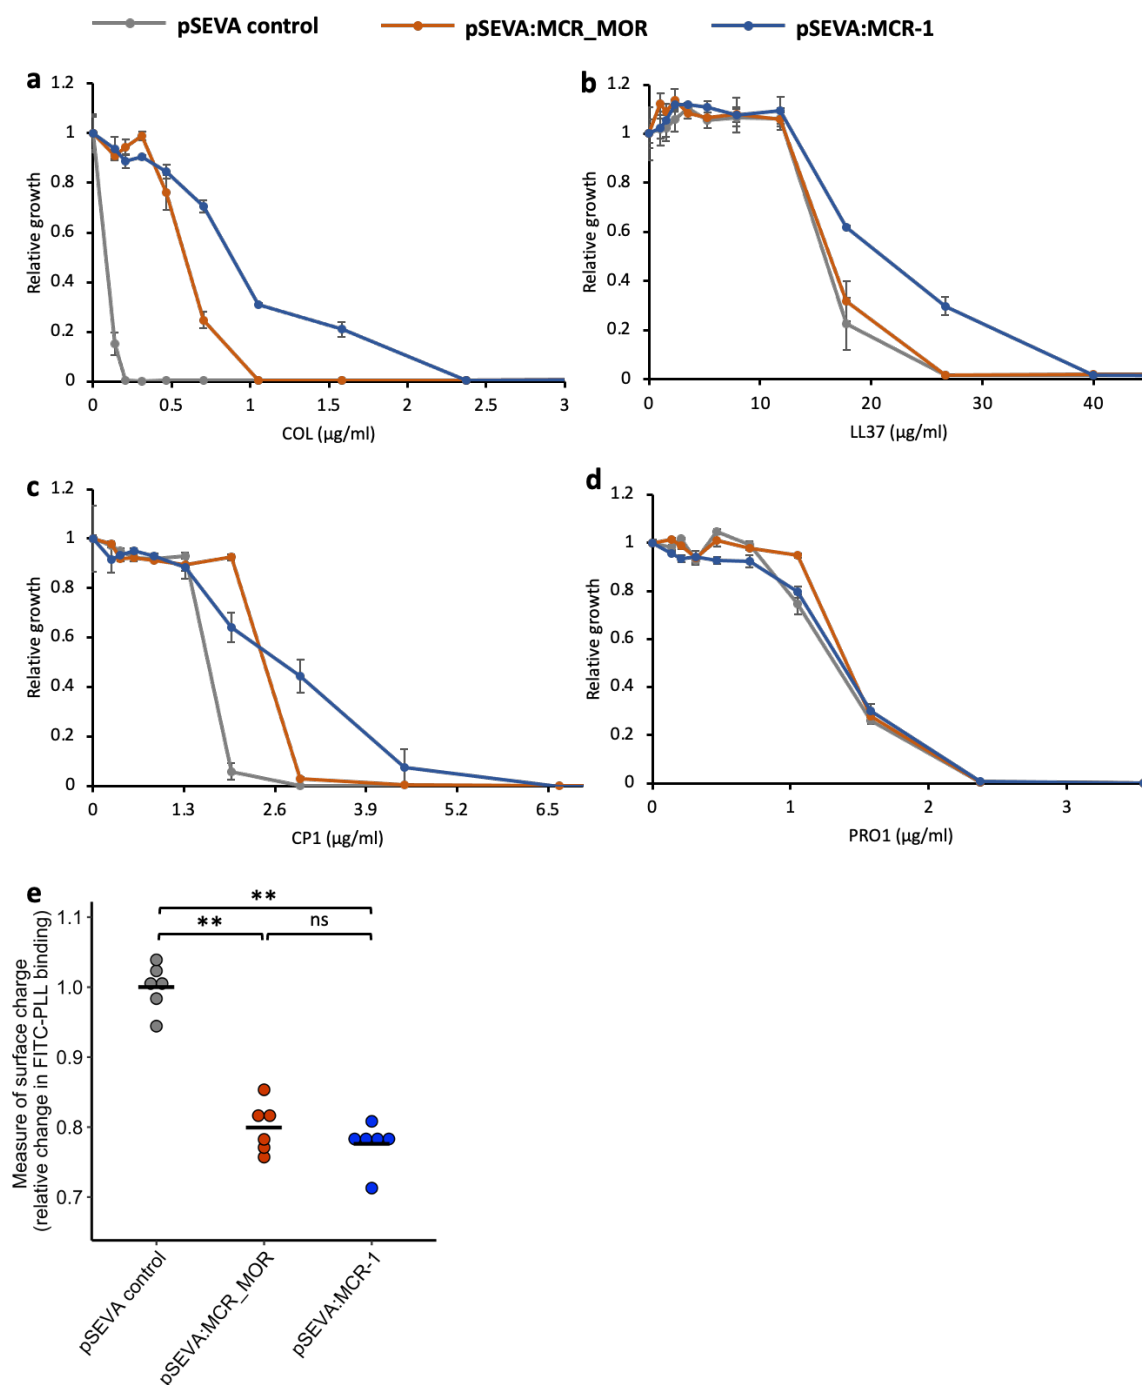 pSEVA control pSEVA:MCR_MOR pSEVA:MCR-1
a
1.2
1
0.8
0.6
0.4
0.2
0
Relative growth
0 0.5 1 1.5 2 2.5 3
COL (µg/ml)
b
1.2
1
0.8
0.6
0.4
0.2
0
Relative growth
0 10 20 30 40
LL37 (µg/ml)
c
1.2
1
0.8
0.6
0.4
0.2
0
Relative growth
0 1.3 2.6 3.9 5.2 6.5
CP1 (µg/ml)
d
1.2
1
0.8
0.6
0.4
0.2
0
Relative growth
0 1 2 3
PRO1 (µg/ml)
e
**
** ns
1.1
1.0
0.9
0.8
0.7
Measure of surface charge
(relative change in FITC-PLL binding)
pSEVA control
pSEVA:MCR_MOR
pSEVA:MCR-1